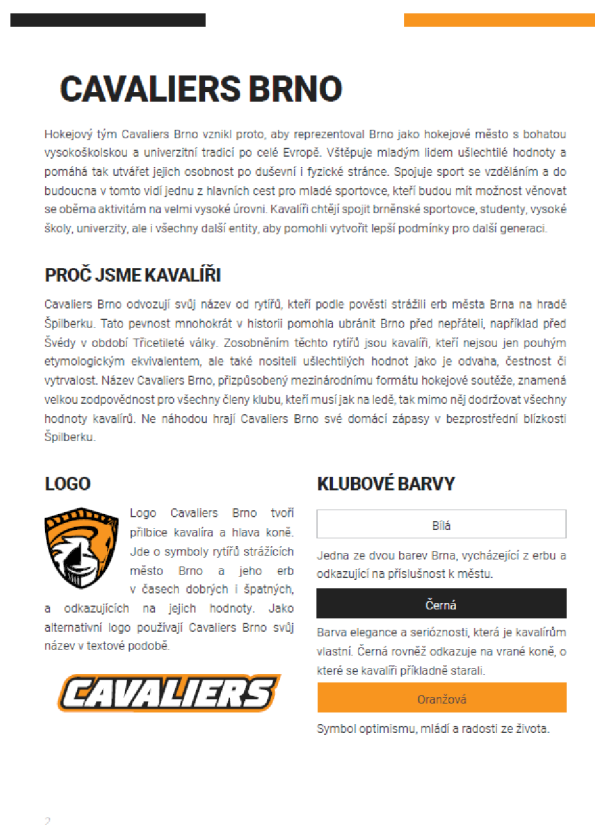 CAVALIERS BRNO
Hokejový tým Cavaliers Brno vznikl proto, aby reprezentoval Brno jako hokejové město s bohatou
vysokoškolskou a univerzitní tradicí po celé Evropě. Vštěpuje mladým lidem ušlechtilé hodnoty a
pomáhá tak utvářet jejich osobnost po duševní i fyzické stránce. Spojuje sport se vzděláním a do
budoucna v tomto vidí jednu z hlavních cest pro mladé sportovce, kteří budou mít možnost věnovat
se oběma aktivitám na velmi vysoké úrovni. Kavalíři chtějí spojit brněnské sportovce, studenty, vysoké
školy, univerzity, ale i všechny další entity, aby pomohli vytvořit lepší podmínky pro další generaci.
PROČ JSME KAVALÍŘI
Cavaliers Brno odvozují svůj název od rytířů, kteří podle pověsti strážili erb města Brna na hradě
Špilberku. Tato pevnost mnohokrát v historii pomohla ubránit Brno před nepřáteli, například před
Švédy v období Třicetileté války. Zosobněním těchto rytířů jsou kavalíři, kteří nejsou jen pouhým
etymologickým ekvivalentem, ale také nositeli ušlechtilých hodnot jako je odvaha, čestnost či
vytrvalost. Název Cavaliers Brno, přizpůsobený mezinárodnímu formátu hokejové soutěže, znamená
velkou zodpovědnost pro všechny členy klubu, kteří musí jak na ledě, tak mimo něj dodržovat všechny
hodnoty kavalírů. Ne náhodou hrají Cavaliers Brno své domácí zápasy v bezprostřední blízkosti
Špilberku.
LOGO
Logo Cavaliers Brno tvoří
přilbice kavalíra a hlava koně.
Jde o symboly rytířů strážících
město Brno a jeho erb
v časech dobrých i špatných,
a odkazujících na jejich hodnoty. Jako
alternativní logo používají Cavaliers Brno svůj
název v textové podobě.
CAVALIERS
KLUBOVÉ BARVY
Bílá
Jedna ze dvou barev Brna, vycházející z erbu a
odkazující na příslušnost k městu.
Černá
Barva elegance a serióznosti, která je kavalírům
vlastní. Černá rovněž odkazuje na vrané koně, o
které se kavalíři příkladně starali.
Oranžová
Symbol optimismu, mládí a radosti ze života.
2